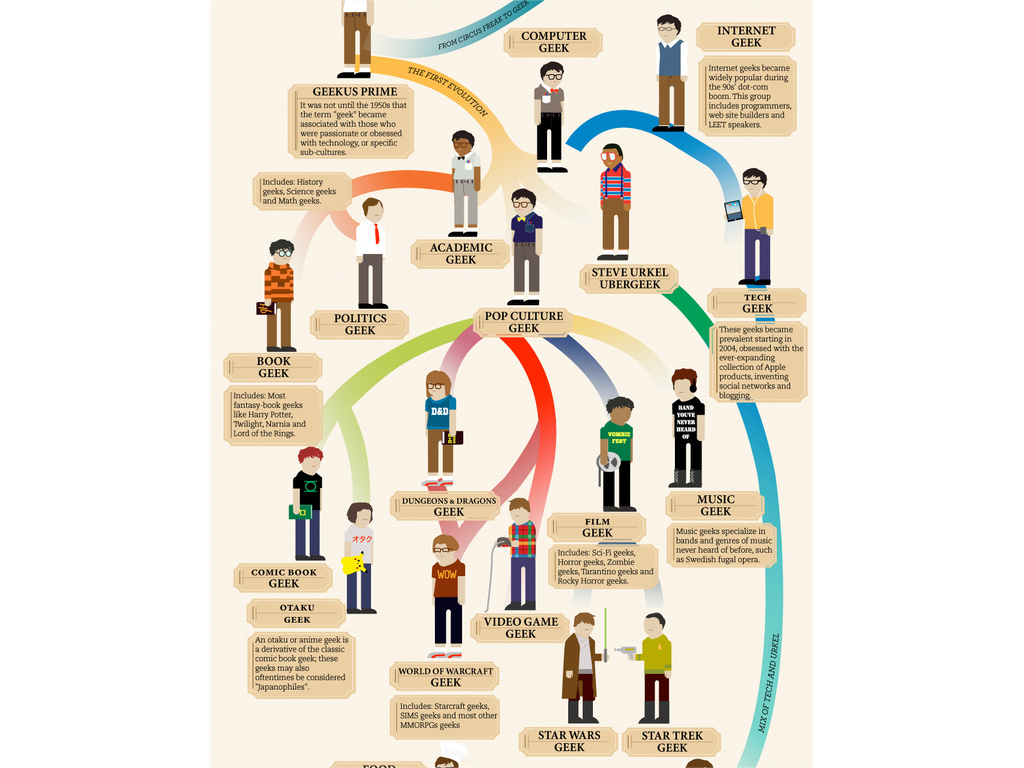 FROM CIRCUS FREAK TO GEEK
COMPUTER
GEEK
INTERNET
GEEK
Internet geeks became
widely popular during
the 90s' dot-com
boom. This group
includes programmers,
web site builders and
LEET speakers.
THE FIRST EVOLUTION
GEEKUS PRIME
It was not until the 1950s that
the term "geek" became
associated with those who
were passionate or obsessed
with technology, or specific
sub-cultures.
Includes: History
geeks, Science geeks
and Math geeks.
ACADEMIC
GEEK
STEVE URKEL
UBERGEEK
TECH
GEEK
These geeks became
prevalent starting in
2004, obsessed with the
ever-expanding
collection of Apple
products, inventing
social networks and
blogging.
POLITICS
GEEK
POP CULTURE
GEEK
BOOK
GEEK
Includes: Most
fantasy-book geeks
like Harry Potter,
Twilight, Narnia and
Lord of the Rings.
D&D
VOMBIE
FEST
BAND
YOUVE
NEVER
HEARD
OF
DUNGEONS & DRAGONS
GEEK
MUSIC
GEEK
Music geeks specialize in
bands and genres of music
never heard of before, such
as Swedish fugal opera.
FILM
GEEK
Includes: Sci-Fi geeks,
Horror geeks, Zombie
geeks, Tarantino geeks and
Rocky Horror geeks.
オタク
COMIC BOOK
GEEK
OTAKU
GEEK
An otaku or anime geek is
a derivative of the classic
comic book geek; these
geeks may also
oftentimes be considered
"Japanophiles".
WOW
VIDEO GAME
GEEK
WORLD OF WARCRAFT
GEEK
Includes: Starcraft geeks,
SIMS geeks and most other
MMORPGs geeks
STAR WARS
GEEK
STAR TREK
GEEK
MIX OF TECH AND URKEL
FOOD